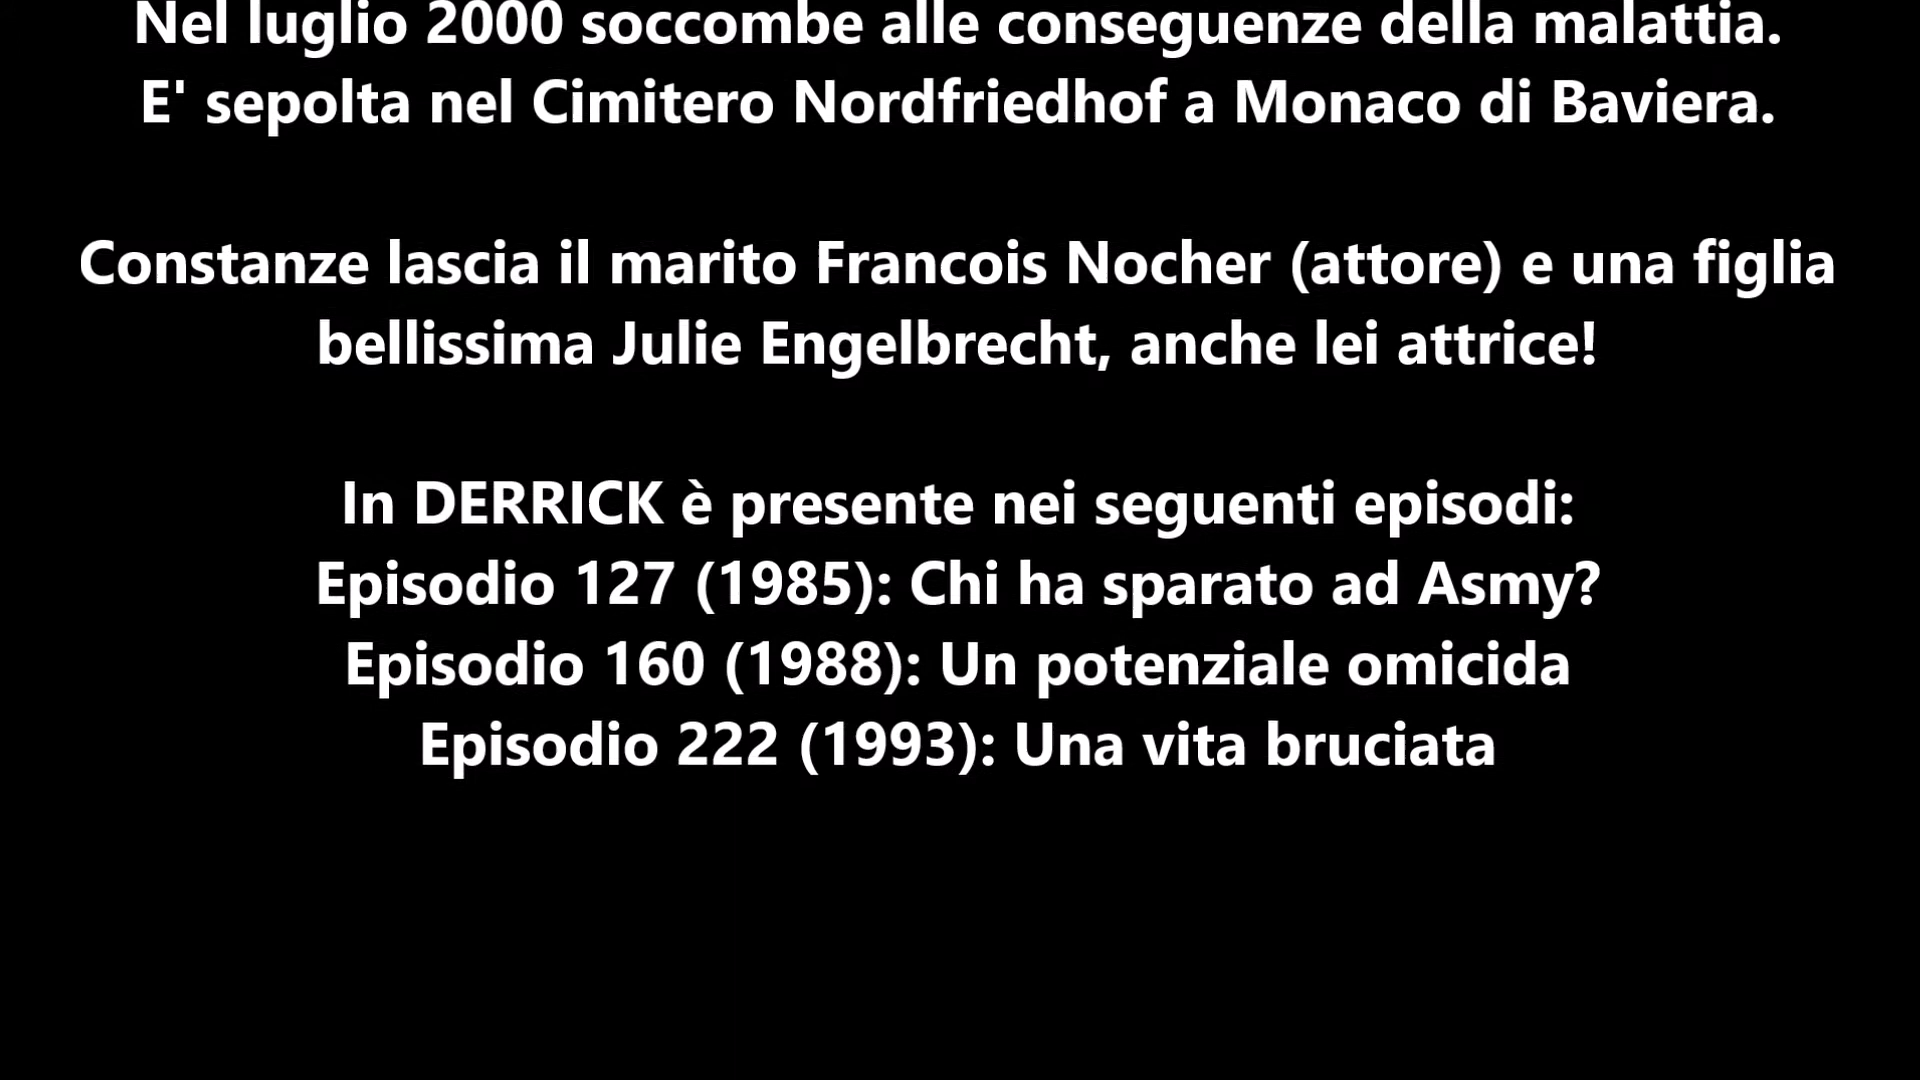 Nel luglio 2000 soccombe alle conseguenze della malattia.
E' sepolta nel Cimitero Nordfriedhof a Monaco di Baviera.
Constanze lascia il marito Francois Nocher (attore) e una figlia
bellissima Julie Engelbrecht, anche lei attrice!
In DERRICK è presente nei seguenti episodi:
Episodio 127 (1985): Chi ha sparato ad Asmy?
Episodio 160 (1988): Un potenziale omicida
Episodio 222 (1993): Una vita bruciata